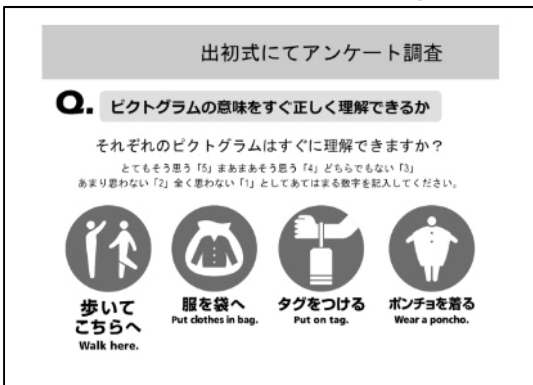 出初式にてアンケート調査
Q. ピクトグラムの意味をすぐ正しく理解できるか
それぞれのピクトグラムはすぐに理解できますか？
とてもそう思う「5」まあまあそう思う「4」どちらでもない「3」
あまり思わない「2」全く思わない「1」としてあてはまる数字を記入してください。
歩いて
こちらへ
Walk here.
服を袋へ
Put clothes in bag.
タグをつける
Put on tag.
ポンチョを着る
Wear a poncho.